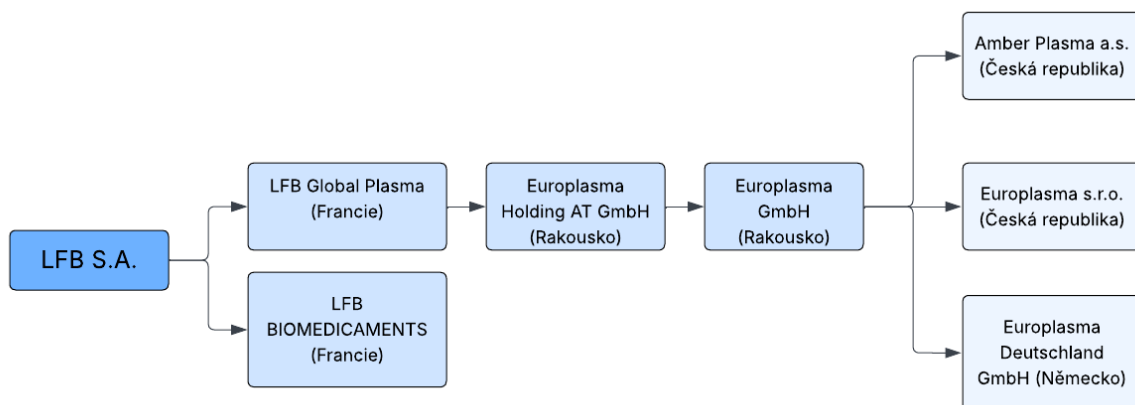 LFB S.A.
LFB Global Plasma
(Francie)
LFB
BIOMEDICAMENTS
(Francie)
Europlasma
Holding AT GmbH
(Rakousko)
Europlasma
GmbH
(Rakousko)
Amber Plasma a.s.
(Česká republika)
Europlasma s.r.o.
(Česká republika)
Europlasma
Deutschland
GmbH (Německo)